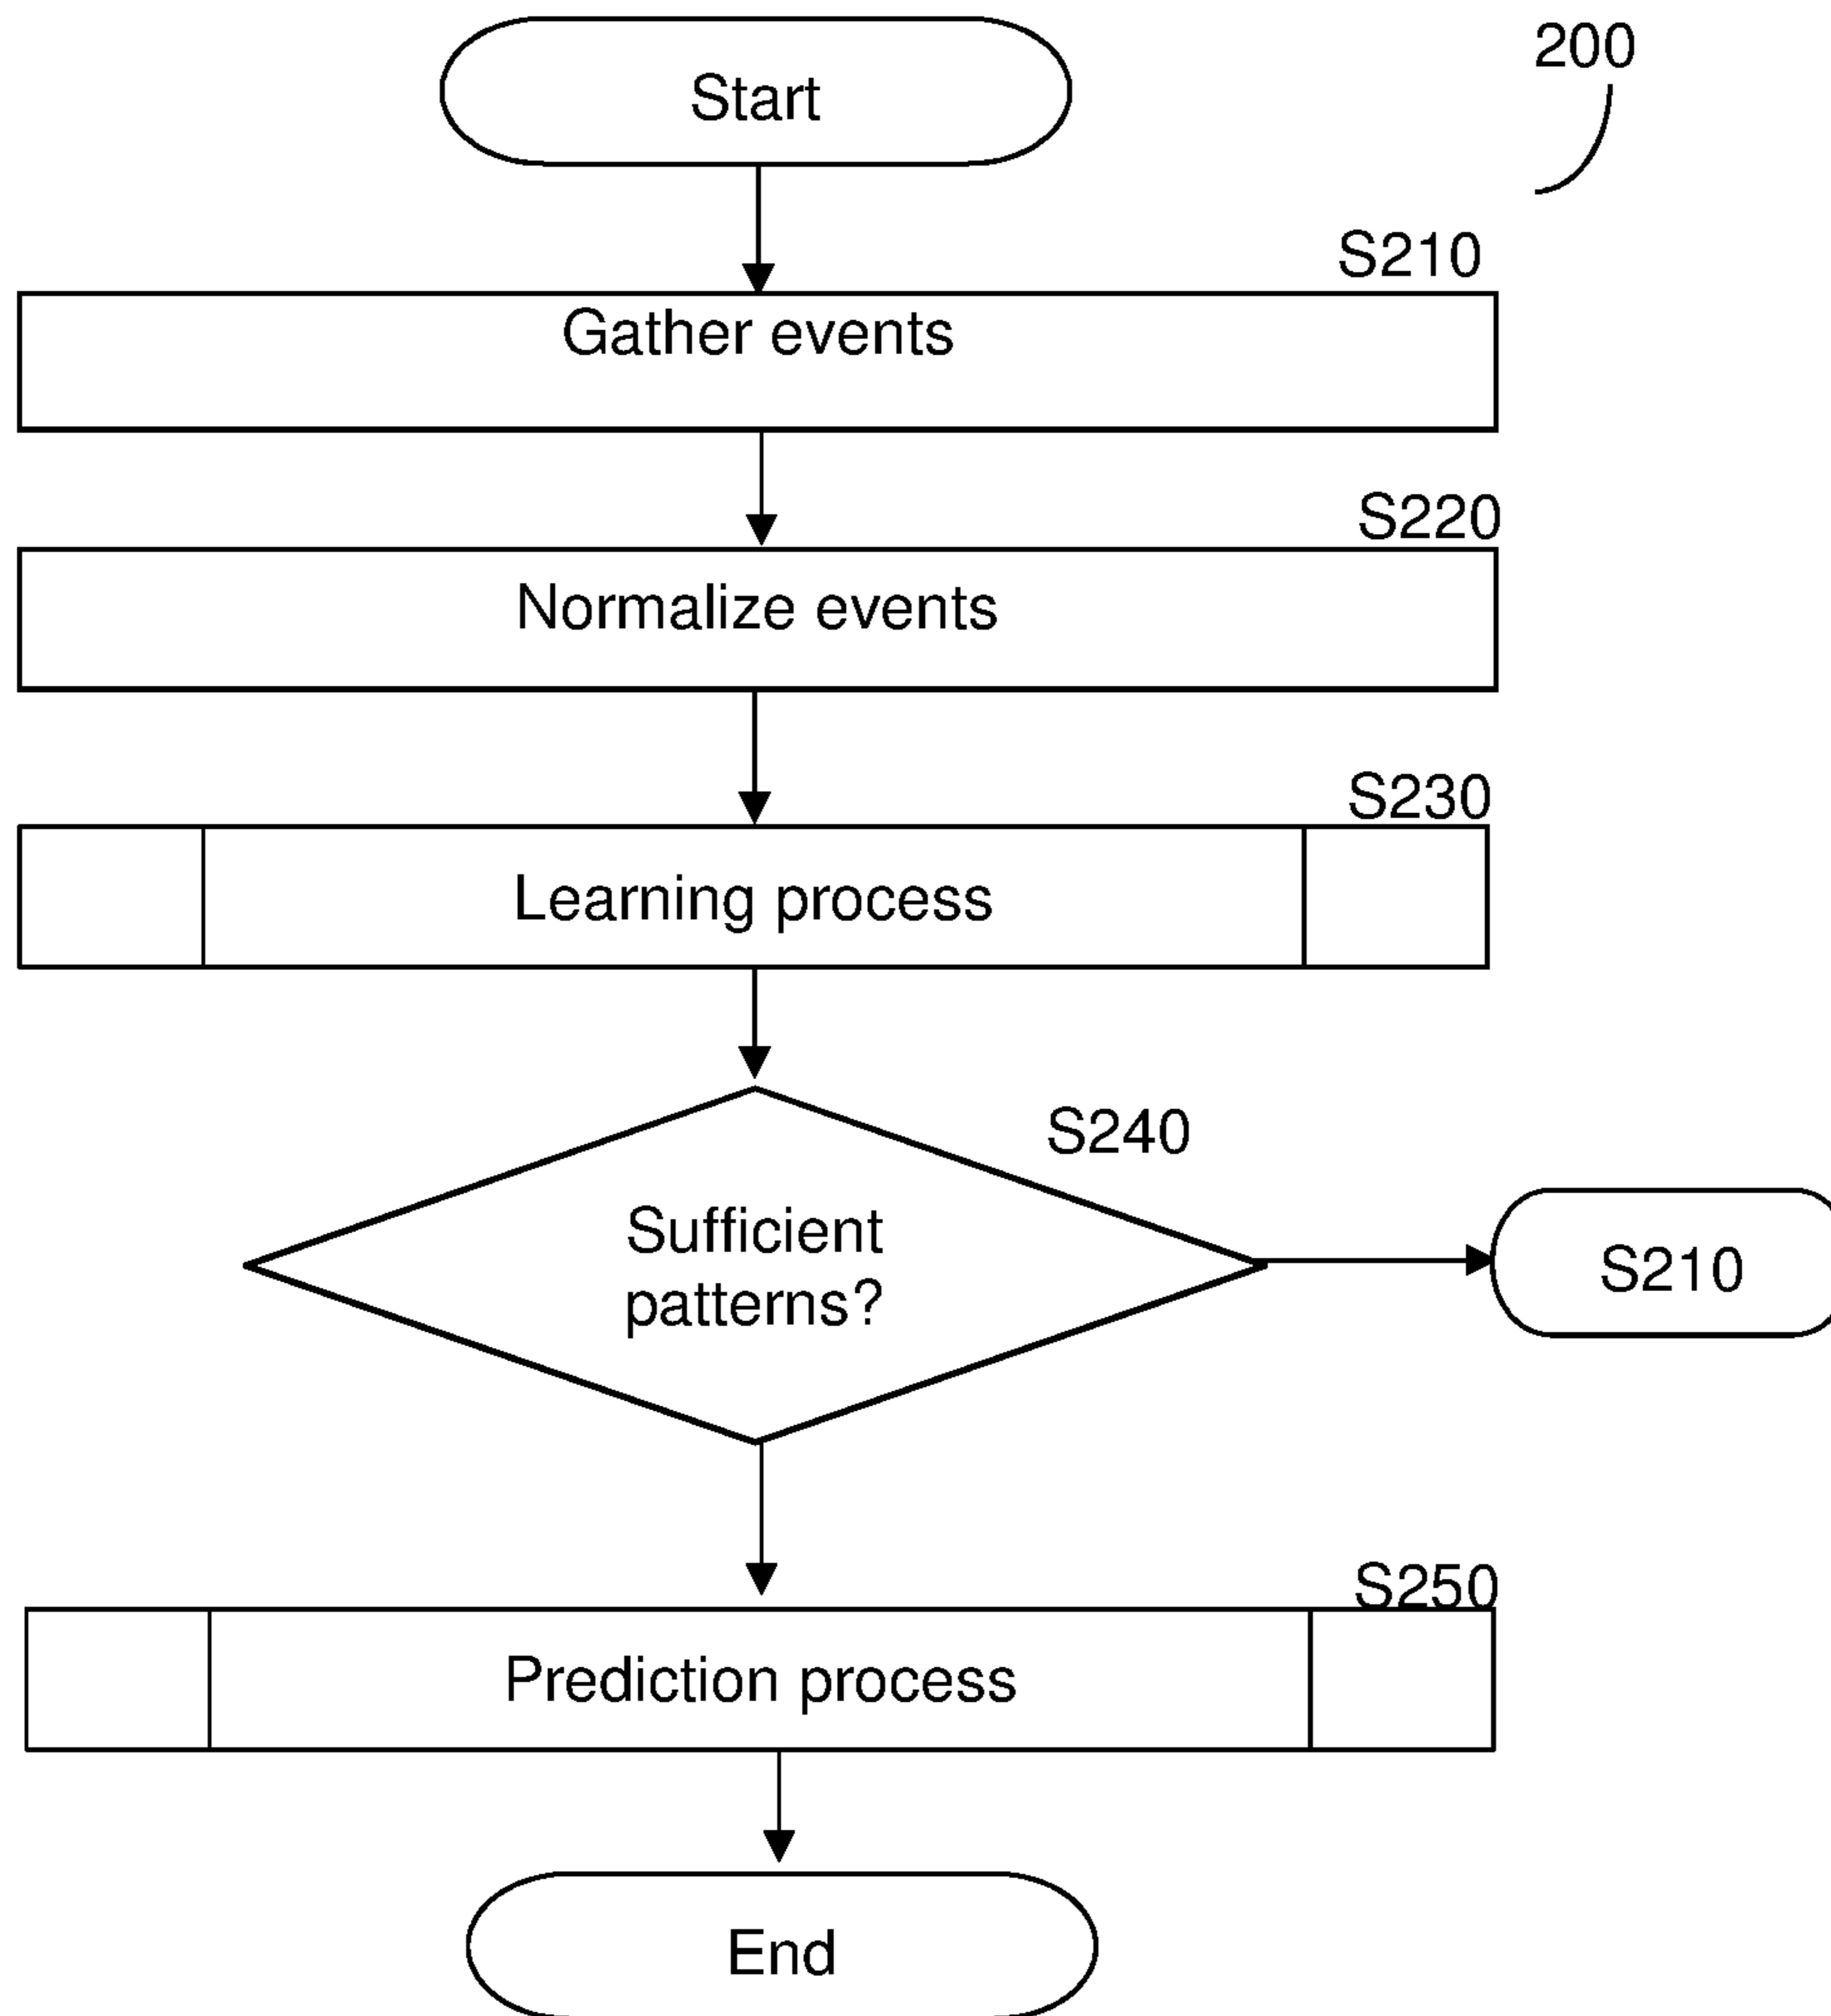 Start
200
S210
Gather events
S220
Normalize events
S230
Learning process
S240
Sufficient
patterns?
S210
S250
Prediction process
End